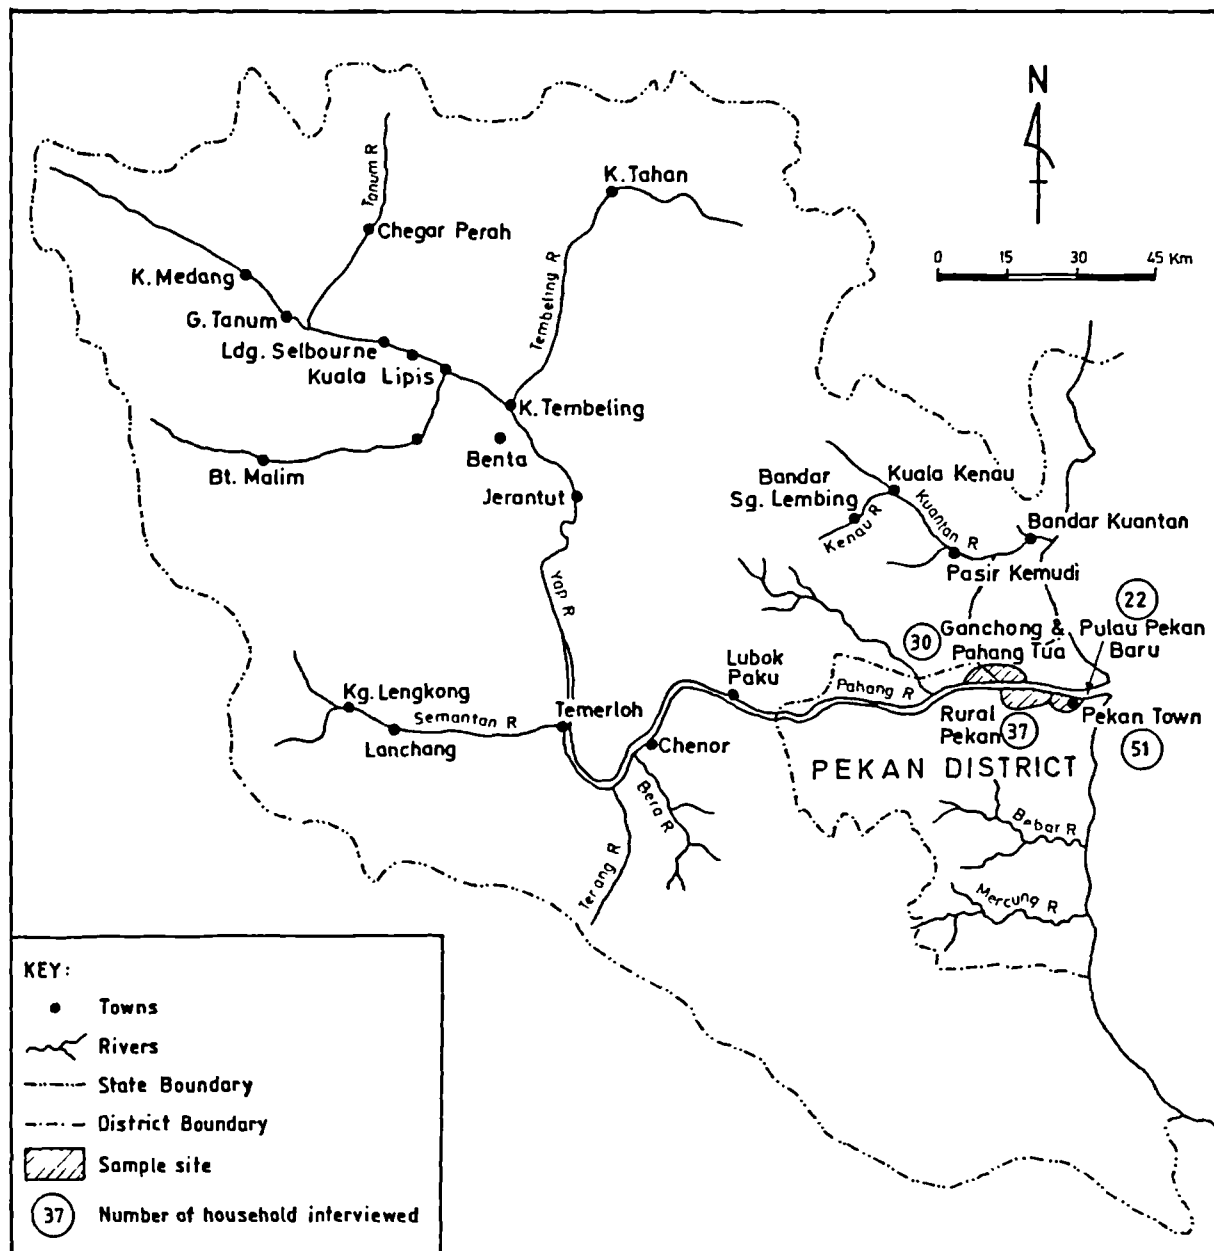 N
0 15 30 45 Km
K. Tahan
Tanum R
Chegar Perah
Tembeling R
K. Medang
G. Tanum
Ldg. Selbourne
Kuala Lipis
K. Tembeling
Bt. Malim
Benta
Jerantut
Bandar
Sg. Lembing
Kuala Kenau
Kenau R
Kuantan R
Bandar Kuantan
Pasir Kemudi
Yap R
22
30
Ganchong &
Pahang Tua
Pulau Pekan
Baru
Lubok
Paku
Pahang R
Kg. Lengkong
Lanchang
Semantan R
Temerloh
Chenor
Rural
Pekan
37
Pekan Town
51
PEKAN DISTRICT
Bera R
Terang R
Bebar R
Mercung R
KEY:
Towns
Rivers
State Boundary
District Boundary
Sample site
37 Number of household interviewed